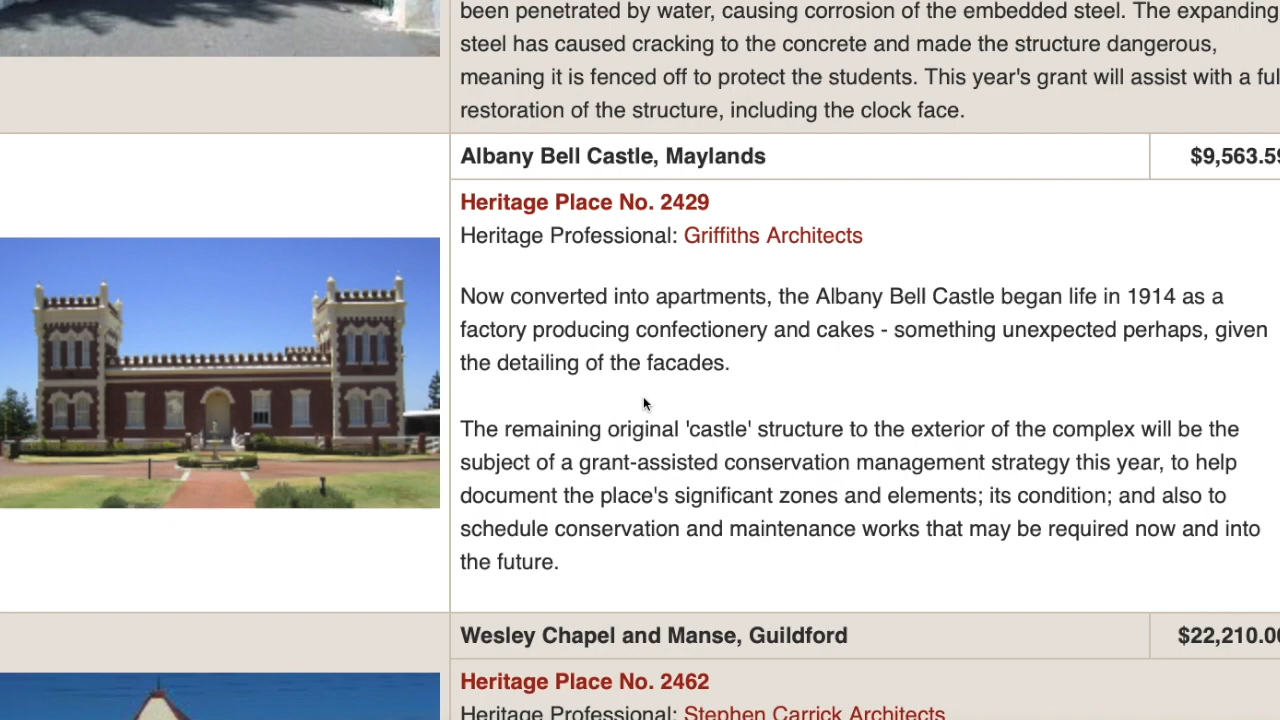 been penetrated by water, causing corrosion of the embedded steel. The expanding
steel has caused cracking to the concrete and made the structure dangerous,
meaning it is fenced off to protect the students. This year's grant will assist with a ful
restoration of the structure, including the clock face.
Albany Bell Castle, Maylands
$9,563.59
Heritage Place No. 2429
Heritage Professional: Griffiths Architects
Now converted into apartments, the Albany Bell Castle began life in 1914 as a
factory producing confectionery and cakes - something unexpected perhaps, given
the detailing of the facades.
The remaining original 'castle' structure to the exterior of the complex will be the
subject of a grant-assisted conservation management strategy this year, to help
document the place's significant zones and elements; its condition; and also to
schedule conservation and maintenance works that may be required now and into
the future.
Wesley Chapel and Manse, Guildford
$22,210.00
Heritage Place No. 2462
Heritage Professional: Stephen Carrick Architects